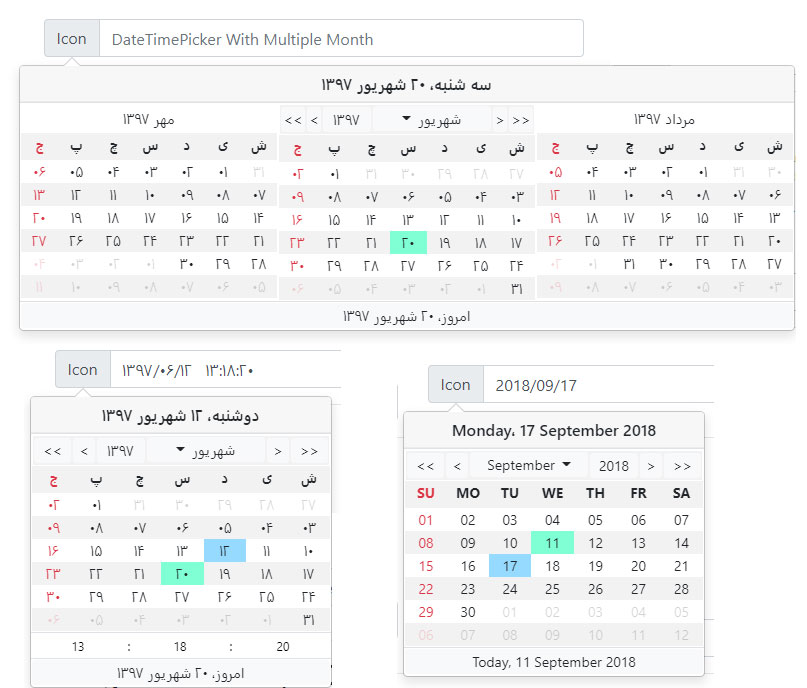 Icon DateTimePicker With Multiple Month
سه شنبه، ۲۰ شهریور ۱۳۹۷
مرداد ۱۳۹۷
ش ی د س چ پ ج
۳۰ ۳۱ ۰۱ ۰۲ ۰۳ ۰۴ ۰۵
۰۶ ۰۷ ۰۸ ۰۹ ۱۰ ۱۱ ۱۲
۱۳ ۱۴ ۱۵ ۱۶ ۱۷ ۱۸ ۱۹
۲۰ ۲۱ ۲۲ ۲۳ ۲۴ ۲۵ ۲۶
۲۷ ۲۸ ۲۹ ۳۰ ۳۱ ۰۱ ۰۲
۰۳ ۰۴ ۰۵ ۰۶ ۰۷ ۰۸ ۰۹
<< < ۱۳۹۷ شهریور > >>
ش ی د س چ پ ج
۲۷ ۲۸ ۲۹ ۳۰ ۳۱ ۰۱ ۰۲
۰۳ ۰۴ ۰۵ ۰۶ ۰۷ ۰۸ ۰۹
۱۰ ۱۱ ۱۲ ۱۳ ۱۴ ۱۵ ۱۶
۱۷ ۱۸ ۱۹ ۲۰ ۲۱ ۲۲ ۲۳
۲۴ ۲۵ ۲۶ ۲۷ ۲۸ ۲۹ ۳۰
۳۱ ۰۱ ۰۲ ۰۳ ۰۴ ۰۵ ۰۶
مهر ۱۳۹۷
ش ی د س چ پ ج
۳۱ ۰۱ ۰۲ ۰۳ ۰۴ ۰۵ ۰۶
۰۷ ۰۸ ۰۹ ۱۰ ۱۱ ۱۲ ۱۳
۱۴ ۱۵ ۱۶ ۱۷ ۱۸ ۱۹ ۲۰
۲۱ ۲۲ ۲۳ ۲۴ ۲۵ ۲۶ ۲۷
۲۸ ۲۹ ۳۰ ۰۱ ۰۲ ۰۳ ۰۴
۰۵ ۰۶ ۰۷ ۰۸ ۰۹ ۱۰ ۱۱
امروز، ۲۰ شهریور ۱۳۹۷
Icon ۱۳۹۷/۰۶/۱۲ ۱۳:۱۸:۲۰
دوشنبه، ۱۲ شهریور ۱۳۹۷
<< < ۱۳۹۷ شهریور > >>
ش ی د س چ پ ج
۲۷ ۲۸ ۲۹ ۳۰ ۳۱ ۰۱ ۰۲
۰۳ ۰۴ ۰۵ ۰۶ ۰۷ ۰۸ ۰۹
۱۰ ۱۱ ۱۲ ۱۳ ۱۴ ۱۵ ۱۶
۱۷ ۱۸ ۱۹ ۲۰ ۲۱ ۲۲ ۲۳
۲۴ ۲۵ ۲۶ ۲۷ ۲۸ ۲۹ ۳۰
۳۱ ۰۱ ۰۲ ۰۳ ۰۴ ۰۵ ۰۶
13 : 18 : 20
امروز، ۲۰ شهریور ۱۳۹۷
Icon 2018/09/17
Monday، 17 September 2018
<< < September 2018 > >>
SU MO TU WE TH FR SA
01 02 03 04 05 06 07
08 09 10 11 12 13 14
15 16 17 18 19 20 21
22 23 24 25 26 27 28
29 30 01 02 03 04 05
06 07 08 09 10 11 12
Today, 11 September 2018